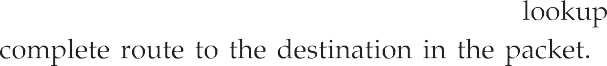 lookup
complete route to the destination in the packet.